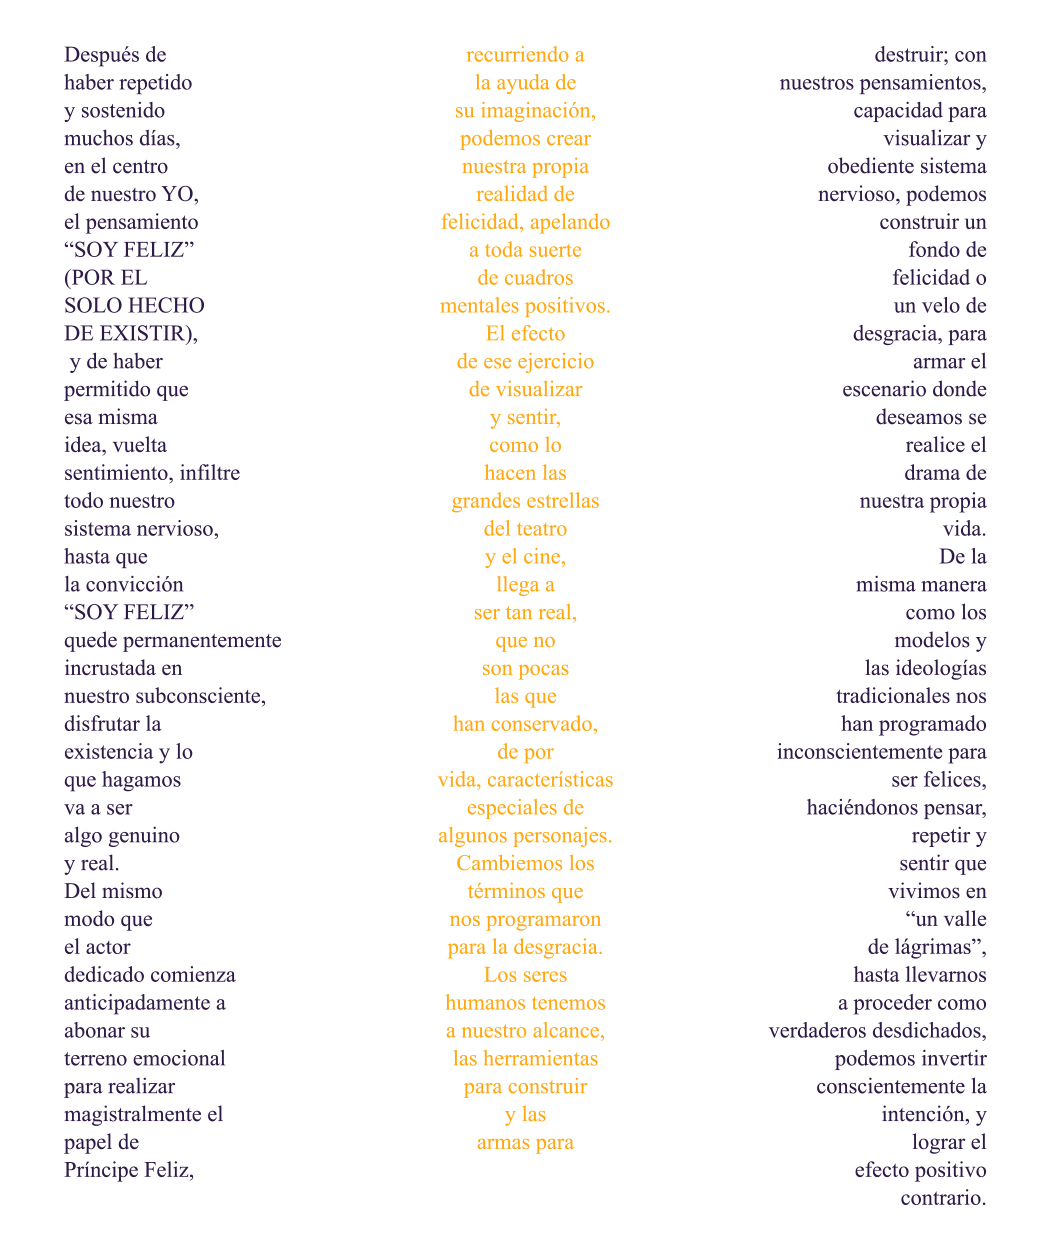 Después de
haber repetido
y sostenido
muchos días,
en el centro
de nuestro YO,
el pensamiento
“SOY FELIZ”
(POR EL
SOLO HECHO
DE EXISTIR),
y de haber
permitido que
esa misma
idea, vuelta
sentimiento, infiltre
todo nuestro
sistema nervioso,
hasta que
la convicción
“SOY FELIZ”
quede permanentemente
incrustada en
nuestro subconsciente,
disfrutar la
existencia y lo
que hagamos
va a ser
algo genuino
y real.
Del mismo
modo que
el actor
dedicado comienza
anticipadamente a
abonar su
terreno emocional
para realizar
magistralmente el
papel de
Príncipe Feliz,
recurriendo a
la ayuda de
su imaginación,
podemos crear
nuestra propia
realidad de
felicidad, apelando
a toda suerte
de cuadros
mentales positivos.
El efecto
de ese ejercicio
de visualizar
y sentir,
como lo
hacen las
grandes estrellas
del teatro
y el cine,
llega a
ser tan real,
que no
son pocas
las que
han conservado,
de por
vida, características
especiales de
algunos personajes.
Cambiemos los
términos que
nos programaron
para la desgracia.
Los seres
humanos tenemos
a nuestro alcance,
las herramientas
para construir
y las
armas para
destruir; con
nuestros pensamientos,
capacidad para
visualizar y
obediente sistema
nervioso, podemos
construir un
fondo de
felicidad o
un velo de
desgracia, para
armar el
escenario donde
deseamos se
realice el
drama de
nuestra propia
vida.
De la
misma manera
como los
modelos y
las ideologías
tradicionales nos
han programado
inconscientemente para
ser felices,
haciéndonos pensar,
repetir y
sentir que
vivimos en
“un valle
de lágrimas”,
hasta llevarnos
a proceder como
verdaderos desdichados,
podemos invertir
conscientemente la
intención, y
lograr el
efecto positivo
contrario.